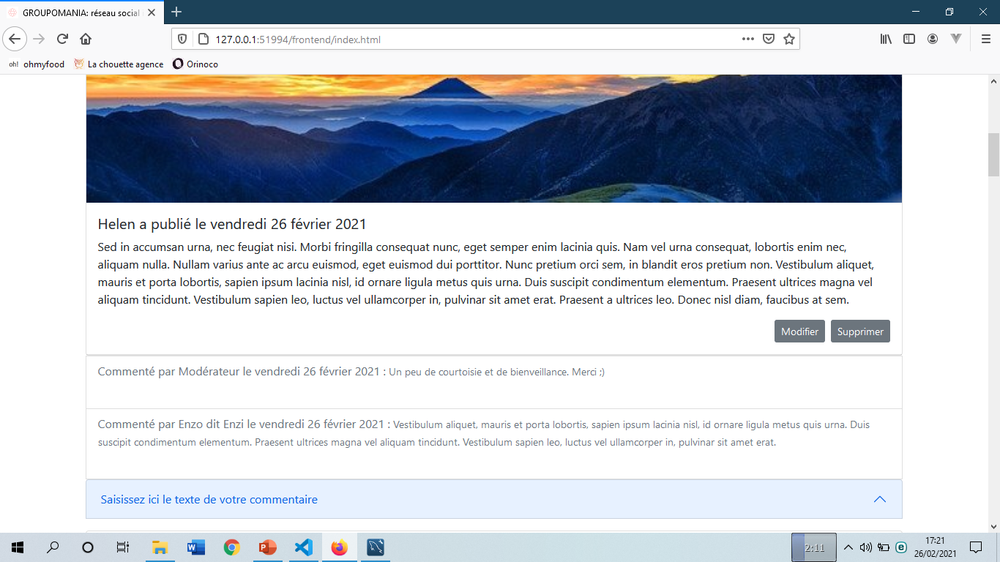 GROUPOMANIA: réseau social
127.0.0.1:51994/frontend/index.html
oh! ohmyfood La chouette agence Orinoco
Helen a publié le vendredi 26 février 2021
Sed in accumsan urna, nec feugiat nisi. Morbi fringilla consequat nunc, eget semper enim lacinia quis. Nam vel urna consequat, lobortis enim nec,
aliquam nulla. Nullam varius ante ac arcu euismod, eget euismod dui porttitor. Nunc pretium orci sem, in blandit eros pretium non. Vestibulum aliquet,
mauris et porta lobortis, sapien ipsum lacinia nisl, id ornare ligula metus quis urna. Duis suscipit condimentum elementum. Praesent ultrices magna vel
aliquam tincidunt. Vestibulum sapien leo, luctus vel ullamcorper in, pulvinar sit amet erat. Praesent a ultrices leo. Donec nisl diam, faucibus at sem.
Modifier Supprimer
Commenté par Modérateur le vendredi 26 février 2021 : Un peu de courtoisie et de bienveillance. Merci ;)
Commenté par Enzo dit Enzi le vendredi 26 février 2021 : Vestibulum aliquet, mauris et porta lobortis, sapien ipsum lacinia nisl, id ornare ligula metus quis urna. Duis
suscipit condimentum elementum. Praesent ultrices magna vel aliquam tincidunt. Vestibulum sapien leo, luctus vel ullamcorper in, pulvinar sit amet erat.
Saisissez ici le texte de votre commentaire
2:11
17:21
26/02/2021